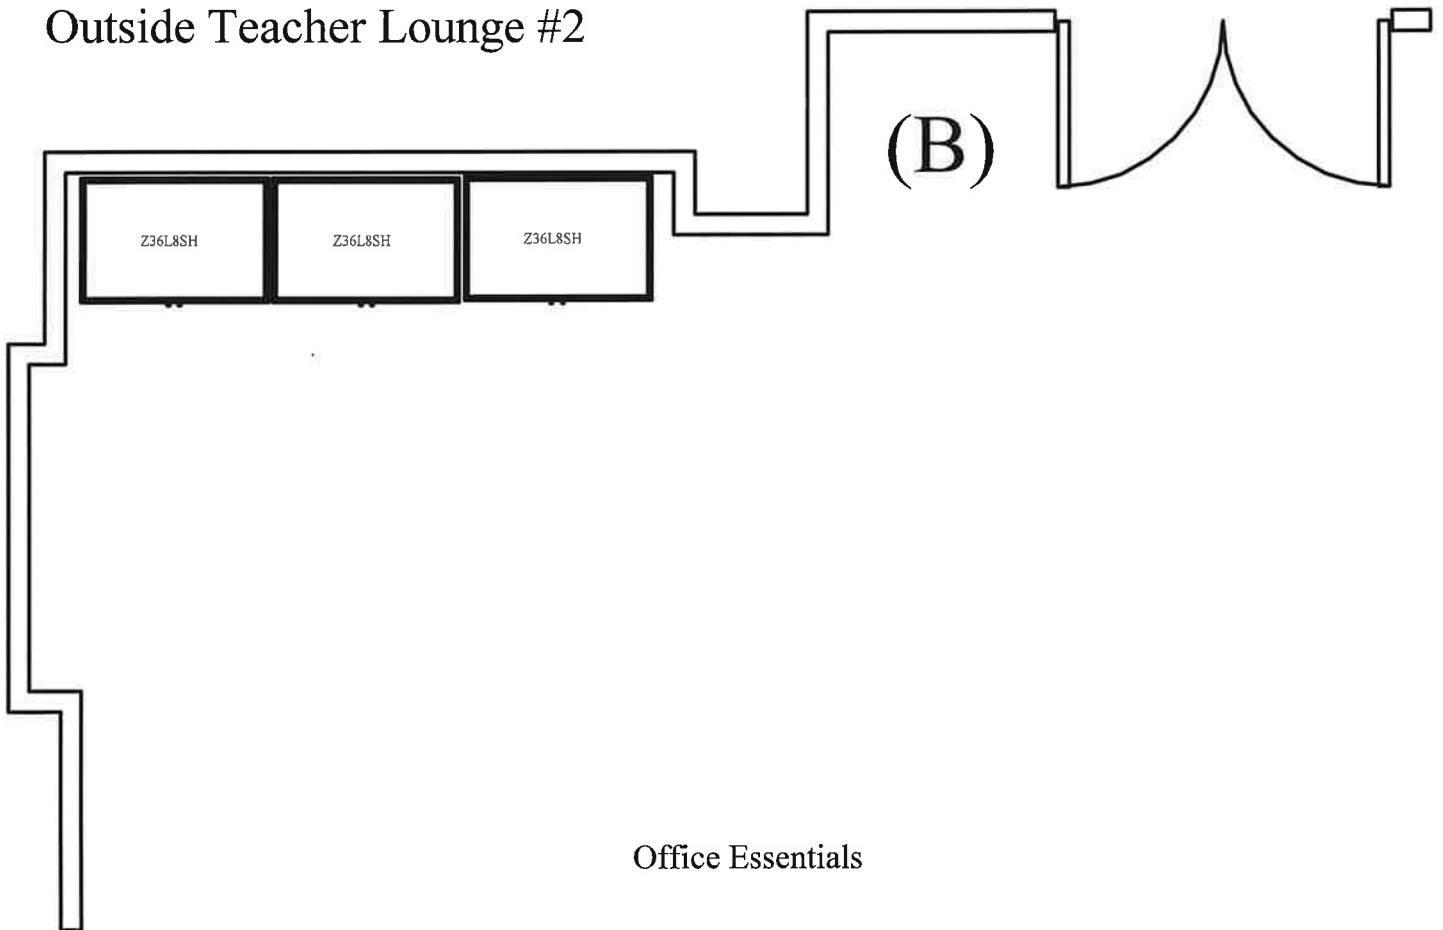 Outside Teacher Lounge #2
(B)
Z36L8SH
Z36L8SH
Z36L8SH
Office Essentials